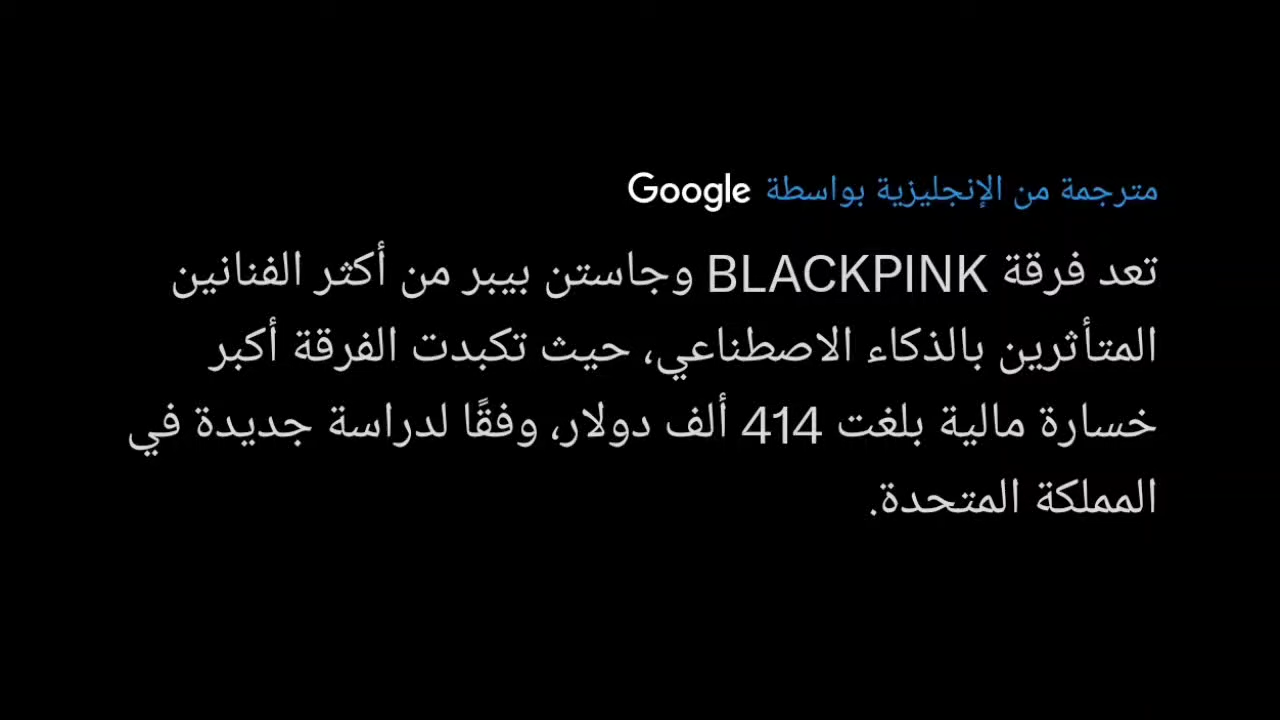 مترجمة من الإنجليزية بواسطة Google
تعد فرقة BLACKPINK وجاستن بيبر من أكثر الفنانين
المتأثرين بالذكاء الاصطناعي، حيث تكبدت الفرقة أكبر
خسارة مالية بلغت 414 ألف دولار، وفقًا لدراسة جديدة في
المملكة المتحدة.